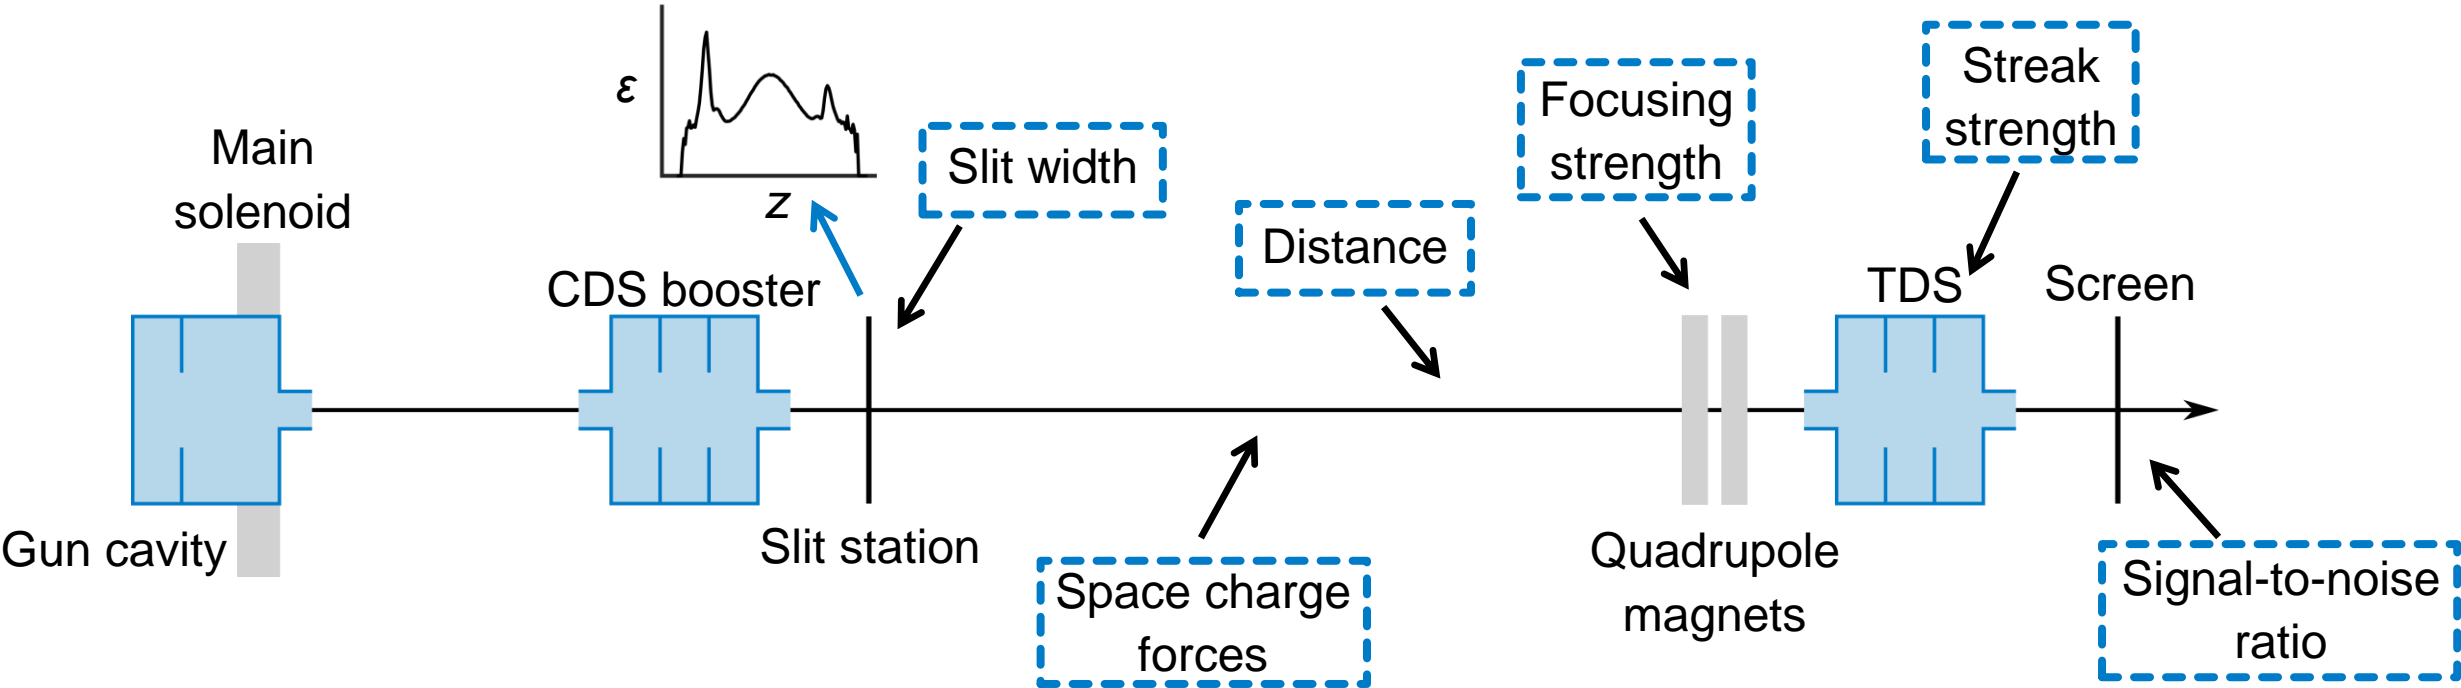 ε
z
Main
solenoid
Slit width
Focusing
strength
Streak
strength
Distance
CDS booster
TDS
Screen
Gun cavity
Slit station
Space charge
forces
Quadrupole
magnets
Signal-to-noise
ratio